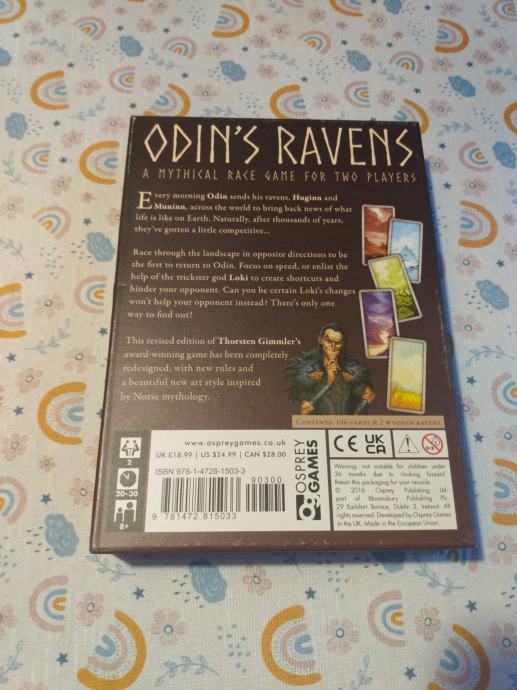 ODIN'S RAVENS
A MYTHICAL RACE GAME FOR TWO PLAYERS
Every morning Odin sends his ravens, Huginn and
Muninn, across the world to bring back news of what
life is like on Earth. Naturally, after thousands of years,
they've gotten a little competitive...
Race through the landscape in opposite directions to be
the first to return to Odin. Focus on speed, or enlist the
help of the trickster god Loki to create shortcuts and
hinder your opponent. Can you be certain Loki's changes
won't help your opponent instead? There's only one
way to find out!
This revised edition of Thorsten Gimmler's
award-winning game has been completely
redesigned, with new rules and
a beautiful new art style inspired
by Norse mythology.
CONTENTS: 106 CARDS & 2 WOODEN RAVENS
2
20-30
8+
www.ospreygames.co.uk
UK £18.99 | US $24.99 | CAN $28.00
ISBN 978-1-4728-1503-3
90300
9 781472 815033
OSPREY
GAMES
CE UK
CA
0-3
Warning not suitable for children under
36 months due to choking hazard.
Retain this packaging for your records.
© 2016 Osprey Publishing Ltd,
part of Bloomsbury Publishing Plc,
29 Earlsfort Terrace, Dublin 2, Ireland. All
rights reserved. Developed by Osprey Games
in the UK. Made in the European Union.